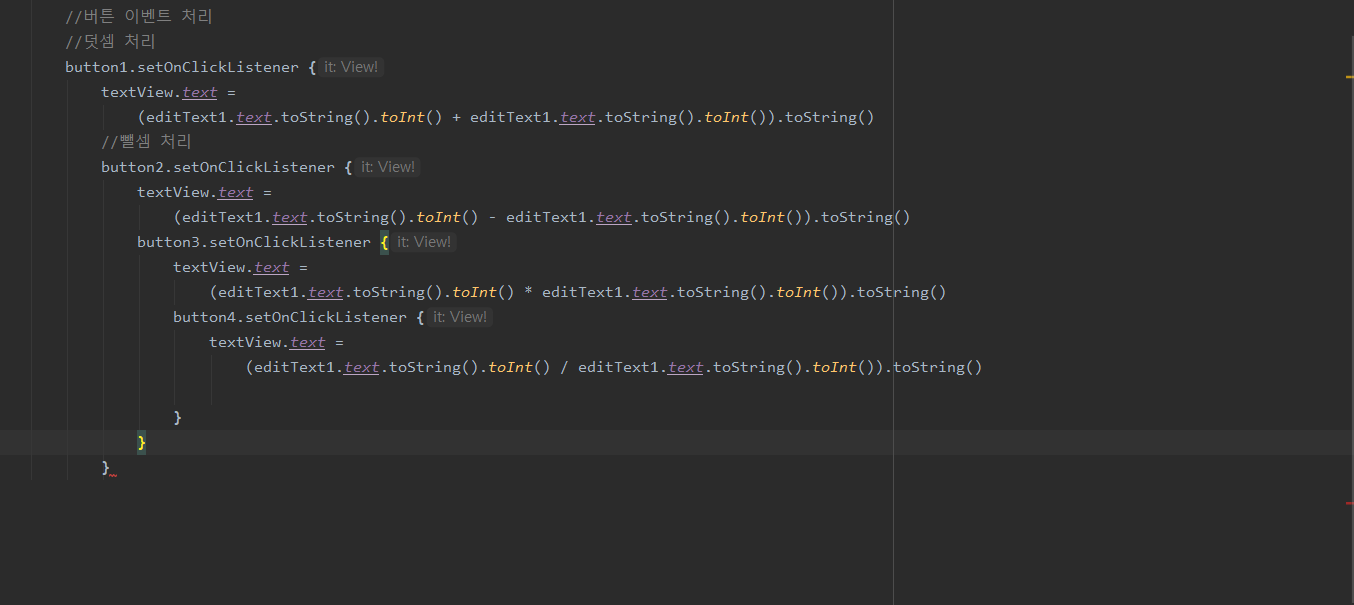 //버튼 이벤트 처리
//덧셈 처리
button1.setOnClickListener { it: View!
textView.text =
(editText1.text.toString().toInt() + editText1.text.toString().toInt()).toString()
//뺄셈 처리
button2.setOnClickListener { it: View!
textView.text =
(editText1.text.toString().toInt() - editText1.text.toString().toInt()).toString()
button3.setOnClickListener { it: View!
textView.text =
(editText1.text.toString().toInt() * editText1.text.toString().toInt()).toString()
button4.setOnClickListener { it: View!
textView.text =
(editText1.text.toString().toInt() / editText1.text.toString().toInt()).toString()
}
}
}